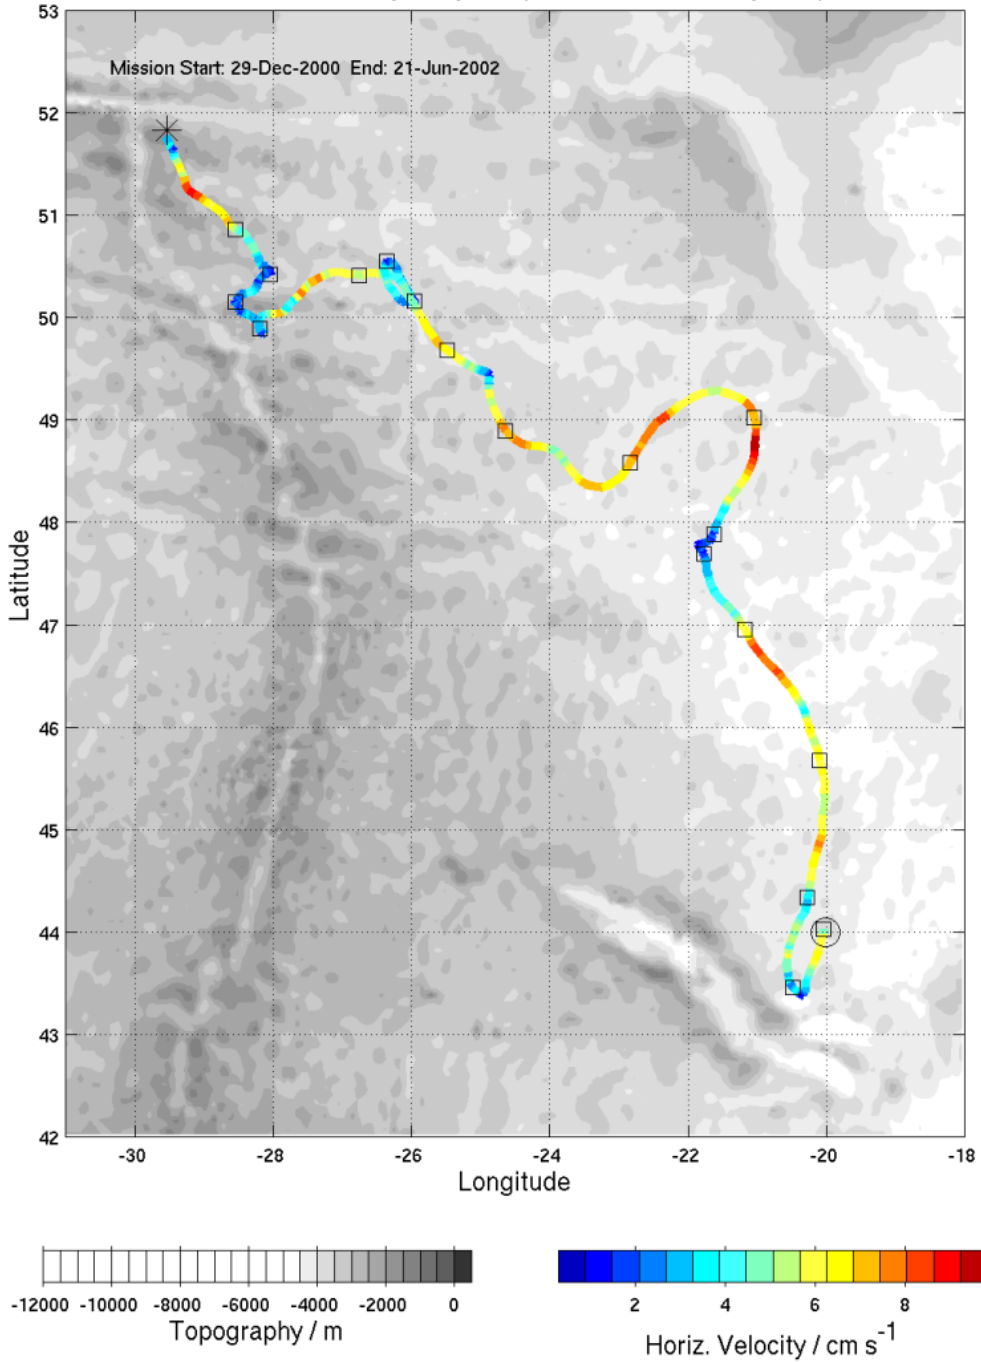 53
Mission Start: 29-Dec-2000 End: 21-Jun-2002
52
51
50
49
48
47
46
45
44
43
42
Latitude
-30 -28 -26 -24 -22 -20 -18
Longitude
-12000 -10000 -8000 -6000 -4000 -2000 0
Topography / m
2 4 6 8
Horiz. Velocity / cm s-1